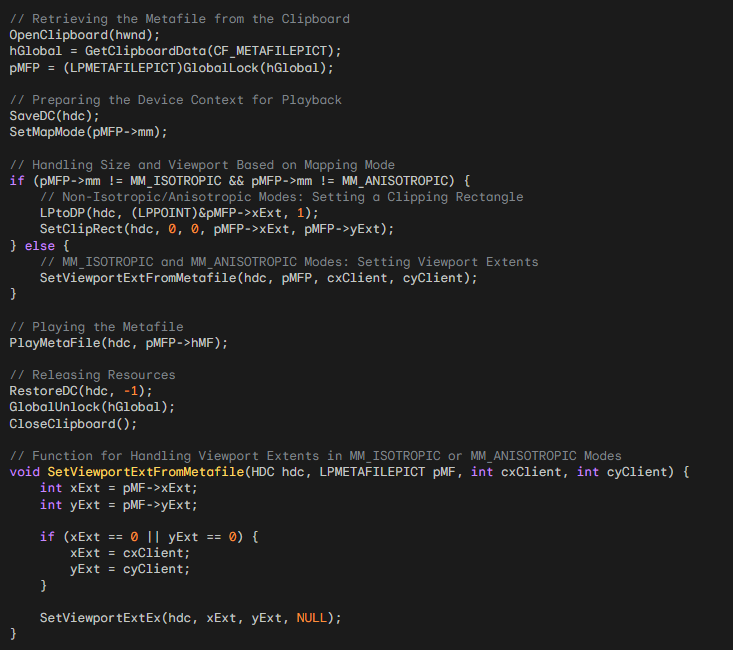 // Retrieving the Metafile from the Clipboard
OpenClipboard(hwnd);
hGlobal = GetClipboardData(CF_METAFILEPICT);
pMFP = (LPMETAFILEPICT)GlobalLock(hGlobal);

// Preparing the Device Context for Playback
SaveDC(hdc);
SetMapMode(pMFP->mm);

// Handling Size and Viewport Based on Mapping Mode
if (pMFP->mm != MM_ISOTROPIC && pMFP->mm != MM_ANISOTROPIC) {
    // Non-Isotropic/Anisotropic Modes: Setting a Clipping Rectangle
    LPtoDP(hdc, (LPPOINT)&pMFP->xExt, 1);
    SetClipRect(hdc, 0, 0, pMFP->xExt, pMFP->yExt);
} else {
    // MM_ISOTROPIC and MM_ANISOTROPIC Modes: Setting Viewport Extents
    SetViewportExtFromMetafile(hdc, pMFP, cxClient, cyClient);
}

// Playing the Metafile
PlayMetaFile(hdc, pMFP->hMF);

// Releasing Resources
RestoreDC(hdc, -1);
GlobalUnlock(hGlobal);
CloseClipboard();

// Function for Handling Viewport Extents in MM_ISOTROPIC or MM_ANISOTROPIC Modes
void SetViewportExtFromMetafile(HDC hdc, LPMETAFILEPICT pMF, int cxClient, int cyClient) {
    int xExt = pMF->xExt;
    int yExt = pMF->yExt;

    if (xExt == 0 || yExt == 0) {
        xExt = cxClient;
        yExt = cyClient;
    }

    SetViewportExtEx(hdc, xExt, yExt, NULL);
}